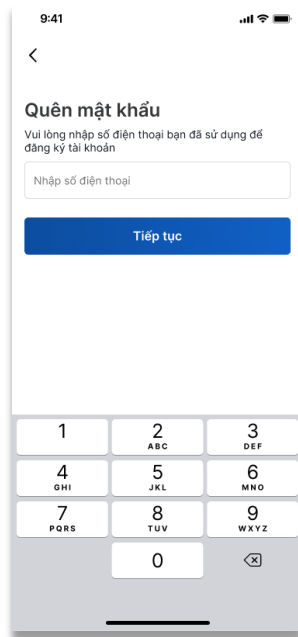 9:41
Quên mật khẩu
Vui lòng nhập số điện thoại bạn đã sử dụng để
đăng ký tài khoản
Nhập số điện thoại
Tiếp tục
1 2 3
ABC DEF
4 5 6
GHI JKL MNO
7 8 9
PQRS TUV WXYZ
0